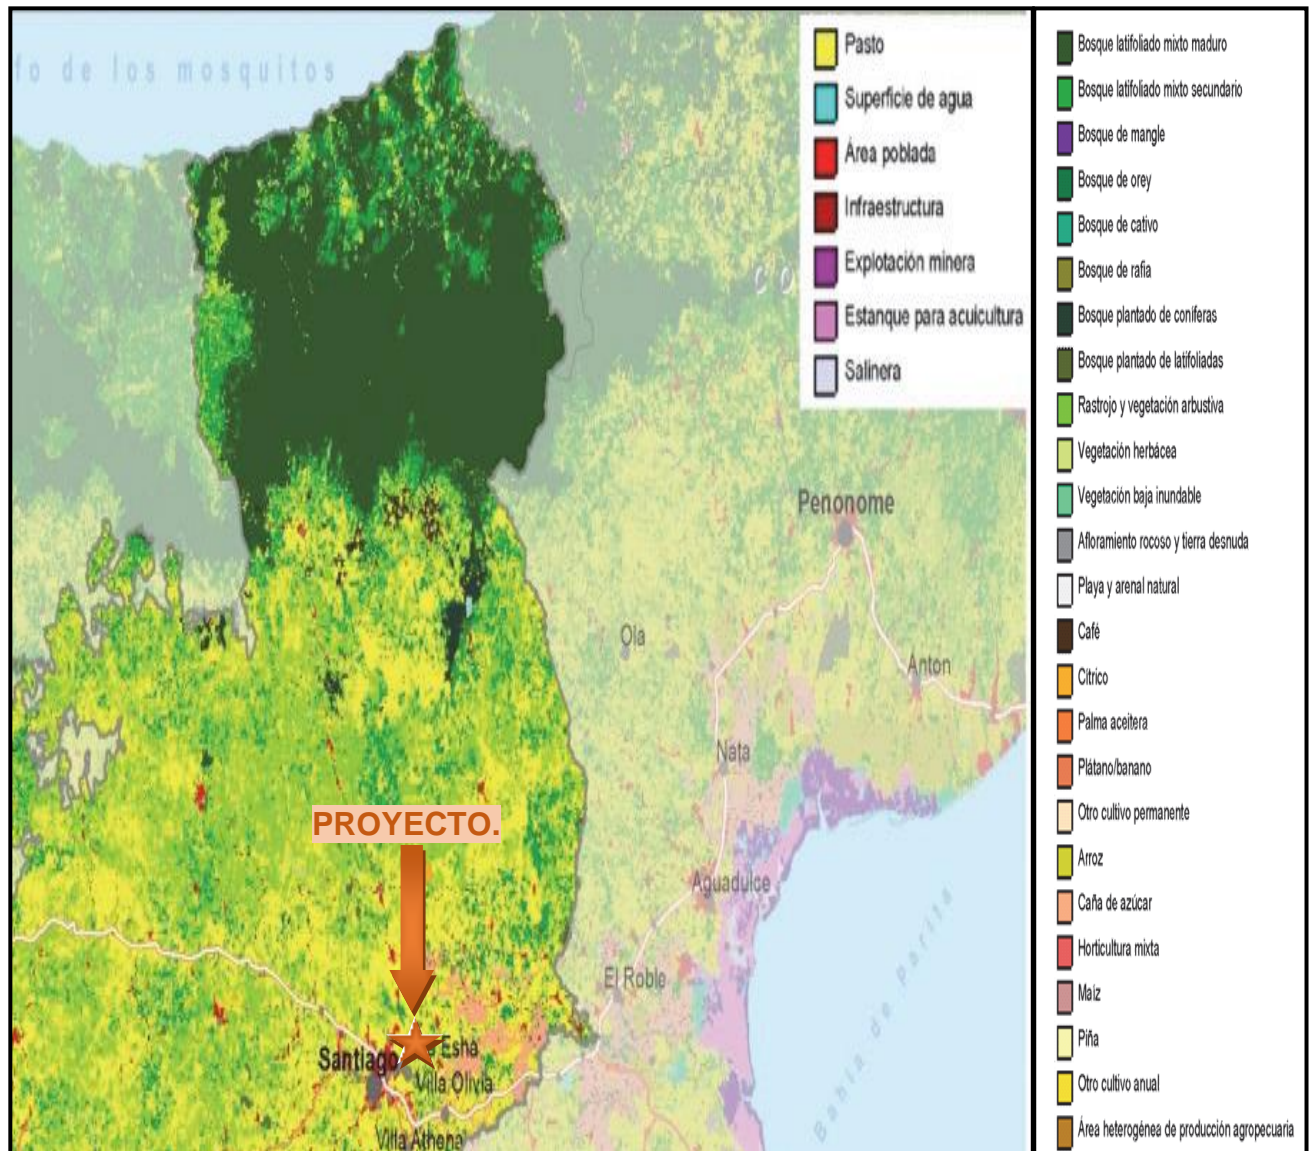 fo de los mosquitos
Pasto
Superficie de agua
Área poblada
Infraestructura
Explotación minera
Estanque para acuicultura
Salinera
C O
Penonome
Ola
Anton
Nata
PROYECTO.
Aguadulce
El Roble
Bahía de Parita
Santiago
Esha
Villa Olivia
Villa Athena
Bosque latifoliado mixto maduro
Bosque latifoliado mixto secundario
Bosque de mangle
Bosque de orey
Bosque de cativo
Bosque de rafia
Bosque plantado de coníferas
Bosque plantado de latifoliadas
Rastrojo y vegetación arbustiva
Vegetación herbácea
Vegetación baja inundable
Afloramiento rocoso y tierra desnuda
Playa y arenal natural
Café
Cítrico
Palma aceitera
Plátano/banano
Otro cultivo permanente
Arroz
Caña de azúcar
Horticultura mixta
Maíz
Piña
Otro cultivo anual
Área heterogénea de producción agropecuaria